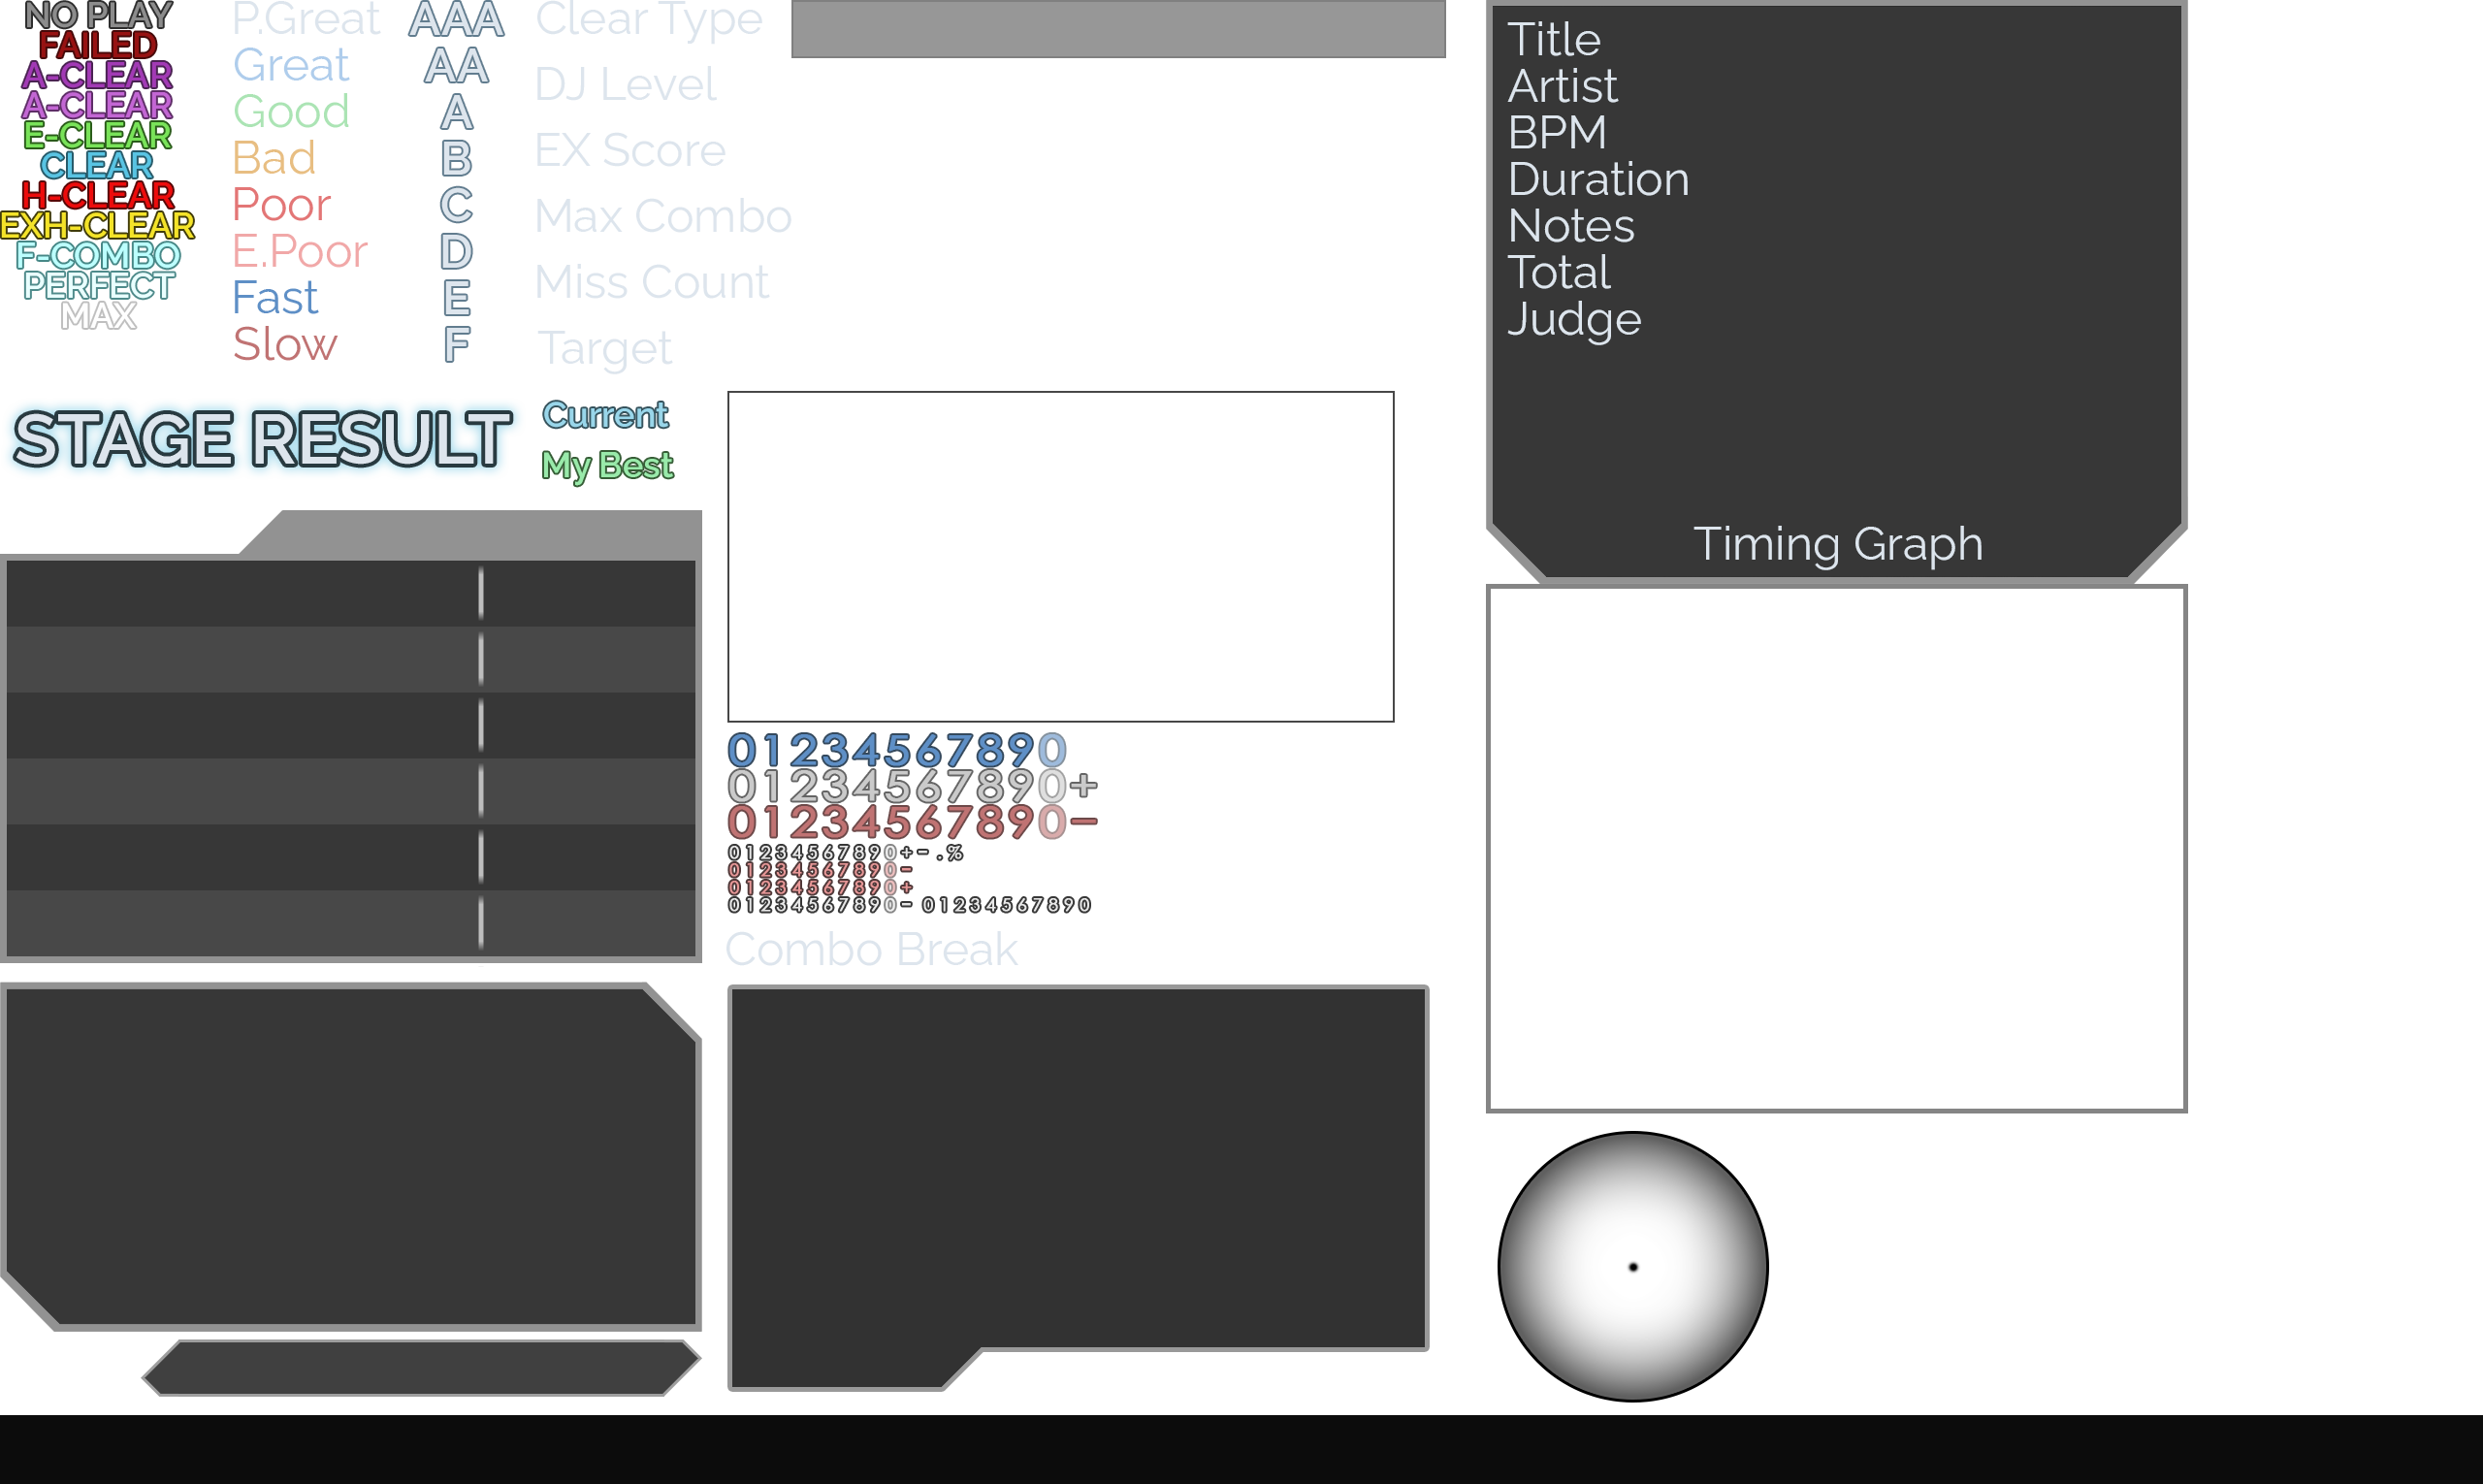 NO PLAY
FAILED
A-CLEAR
A-CLEAR
E-CLEAR
CLEAR
H-CLEAR
EXH-CLEAR
F-COMBO
PERFECT
MAX
P.Great
Great
Good
Bad
Poor
E.Poor
Fast
Slow
AAA
AA
A
B
C
D
E
F
Clear Type
DJ Level
EX Score
Max Combo
Miss Count
Target
STAGE RESULT
Current
My Best
01234567890
01234567890+
01234567890-
01234567890+-.%
01234567890-
01234567890+
01234567890- 01234567890
Combo Break
Title
Artist
BPM
Duration
Notes
Total
Judge
Timing Graph